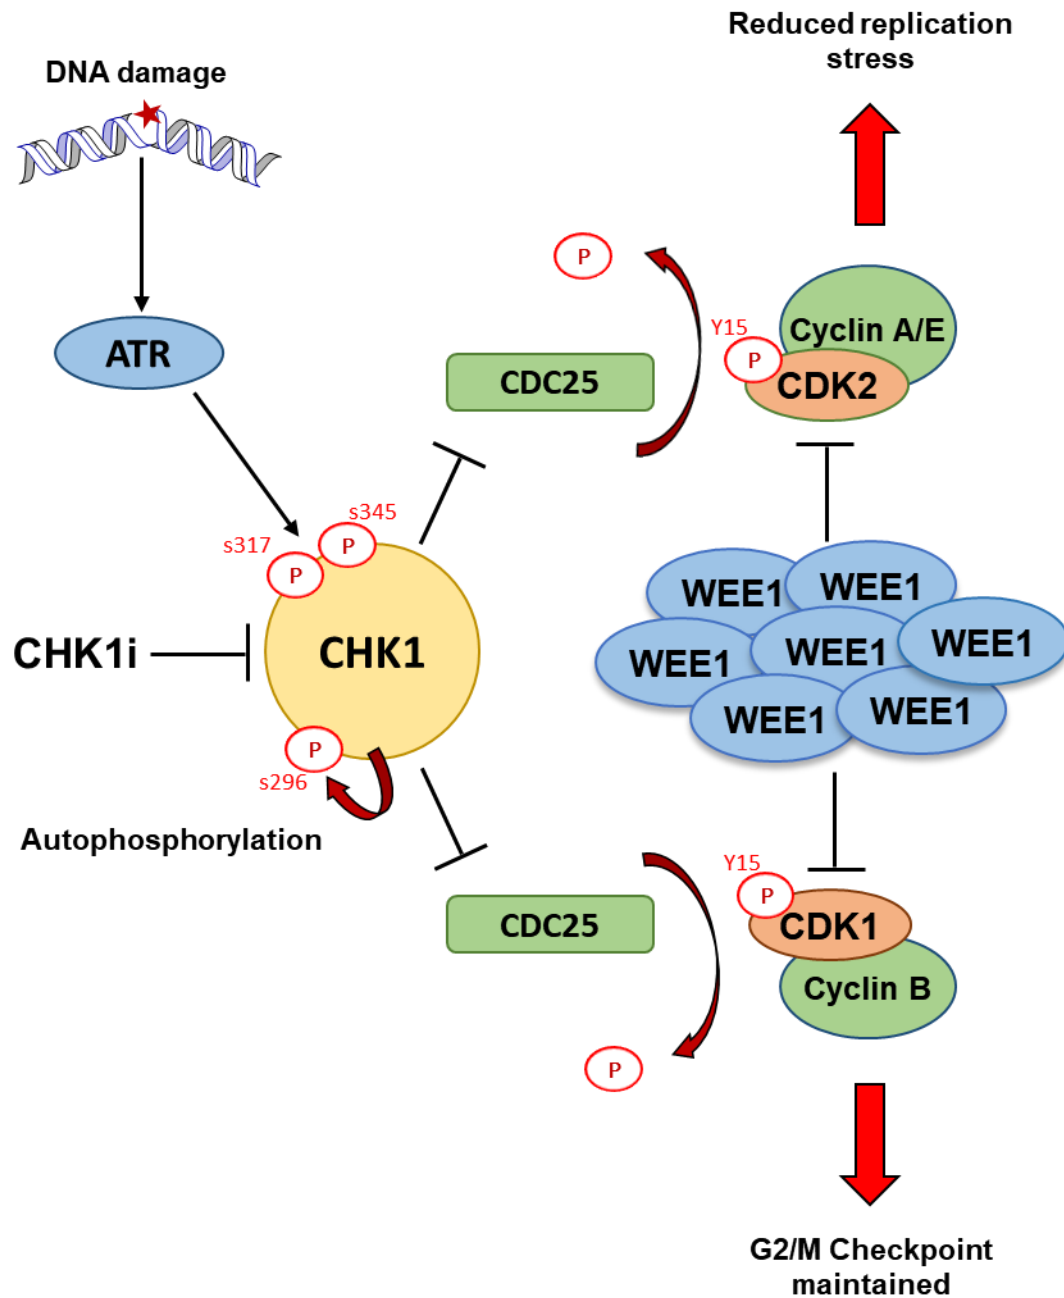 Reduced replication
stress
DNA damage
P
Y15
P
Cyclin A/E
CDK2
ATR
CDC25
s345
s317
P
P
CHK1i
CHK1
WEE1
WEE1
WEE1
WEE1
WEE1
WEE1
WEE1
P
s296
Autophosphorylation
CDC25
Y15
P
CDK1
Cyclin B
P
G2/M Checkpoint
maintained